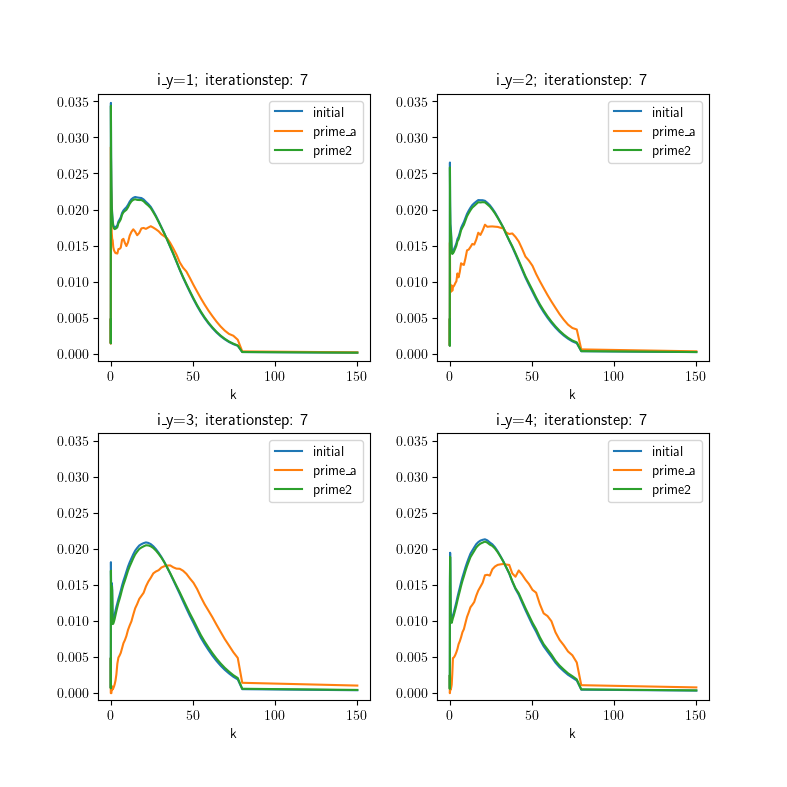 i_y=1; iterationstep: 7
0.035
0.030
0.025
0.020
0.015
0.010
0.005
0.000
initial
prime_a
prime2
0 50 100 150
k
i_y=2; iterationstep: 7
0.035
0.030
0.025
0.020
0.015
0.010
0.005
0.000
initial
prime_a
prime2
0 50 100 150
k
i_y=3; iterationstep: 7
0.035
0.030
0.025
0.020
0.015
0.010
0.005
0.000
initial
prime_a
prime2
0 50 100 150
k
i_y=4; iterationstep: 7
0.035
0.030
0.025
0.020
0.015
0.010
0.005
0.000
initial
prime_a
prime2
0 50 100 150
k